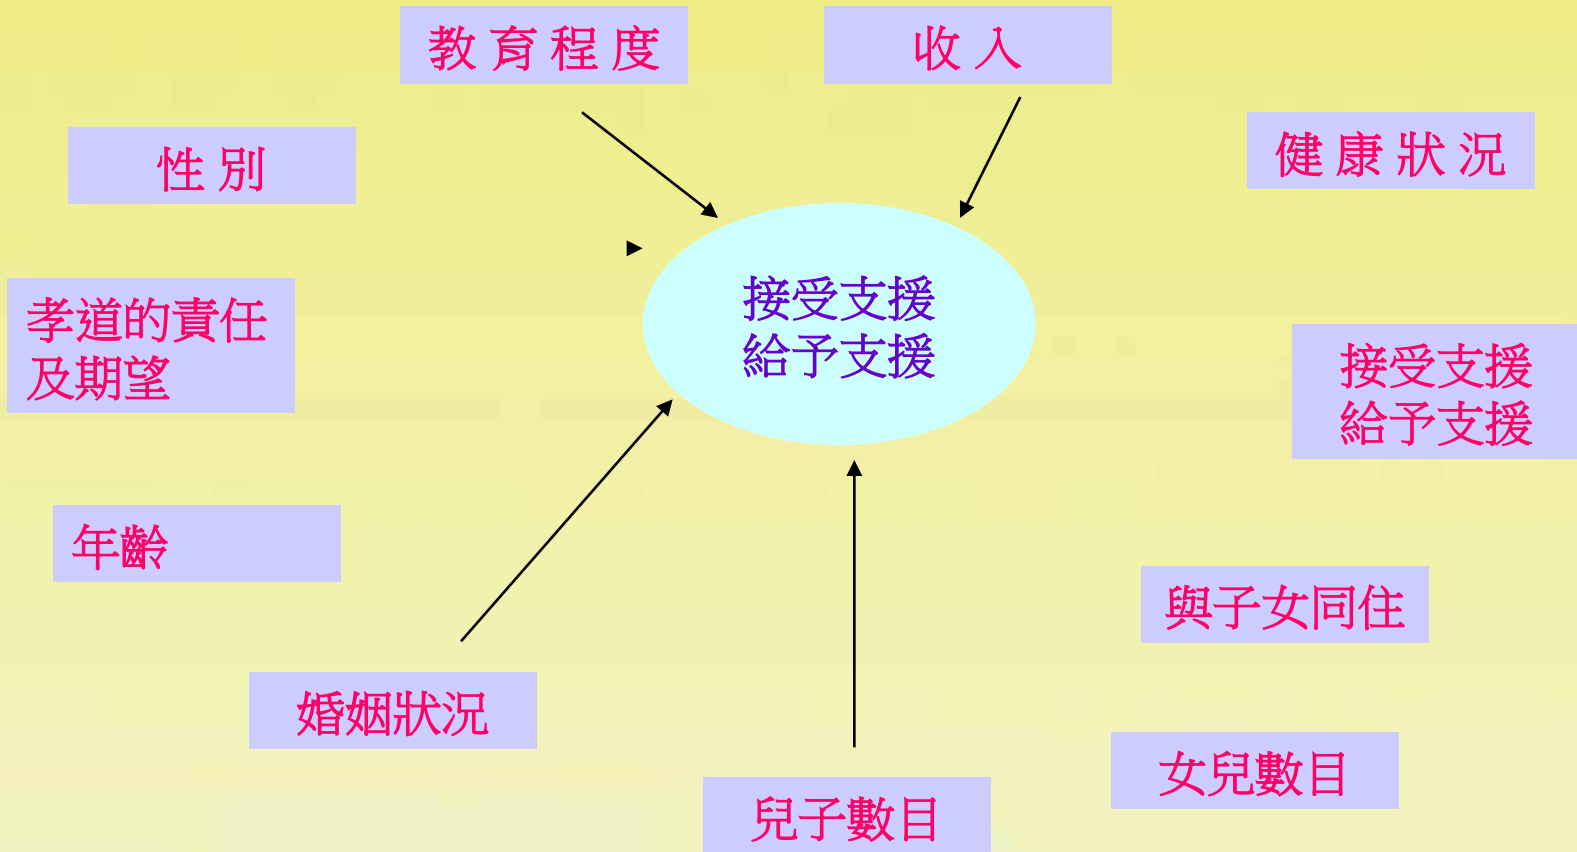 教育程度
收入
健康狀況
性別
孝道的責任
及期望
接受支援
給予支援
接受支援
給予支援
年齡
與子女同住
婚姻狀況
女兒數目
兒子數目